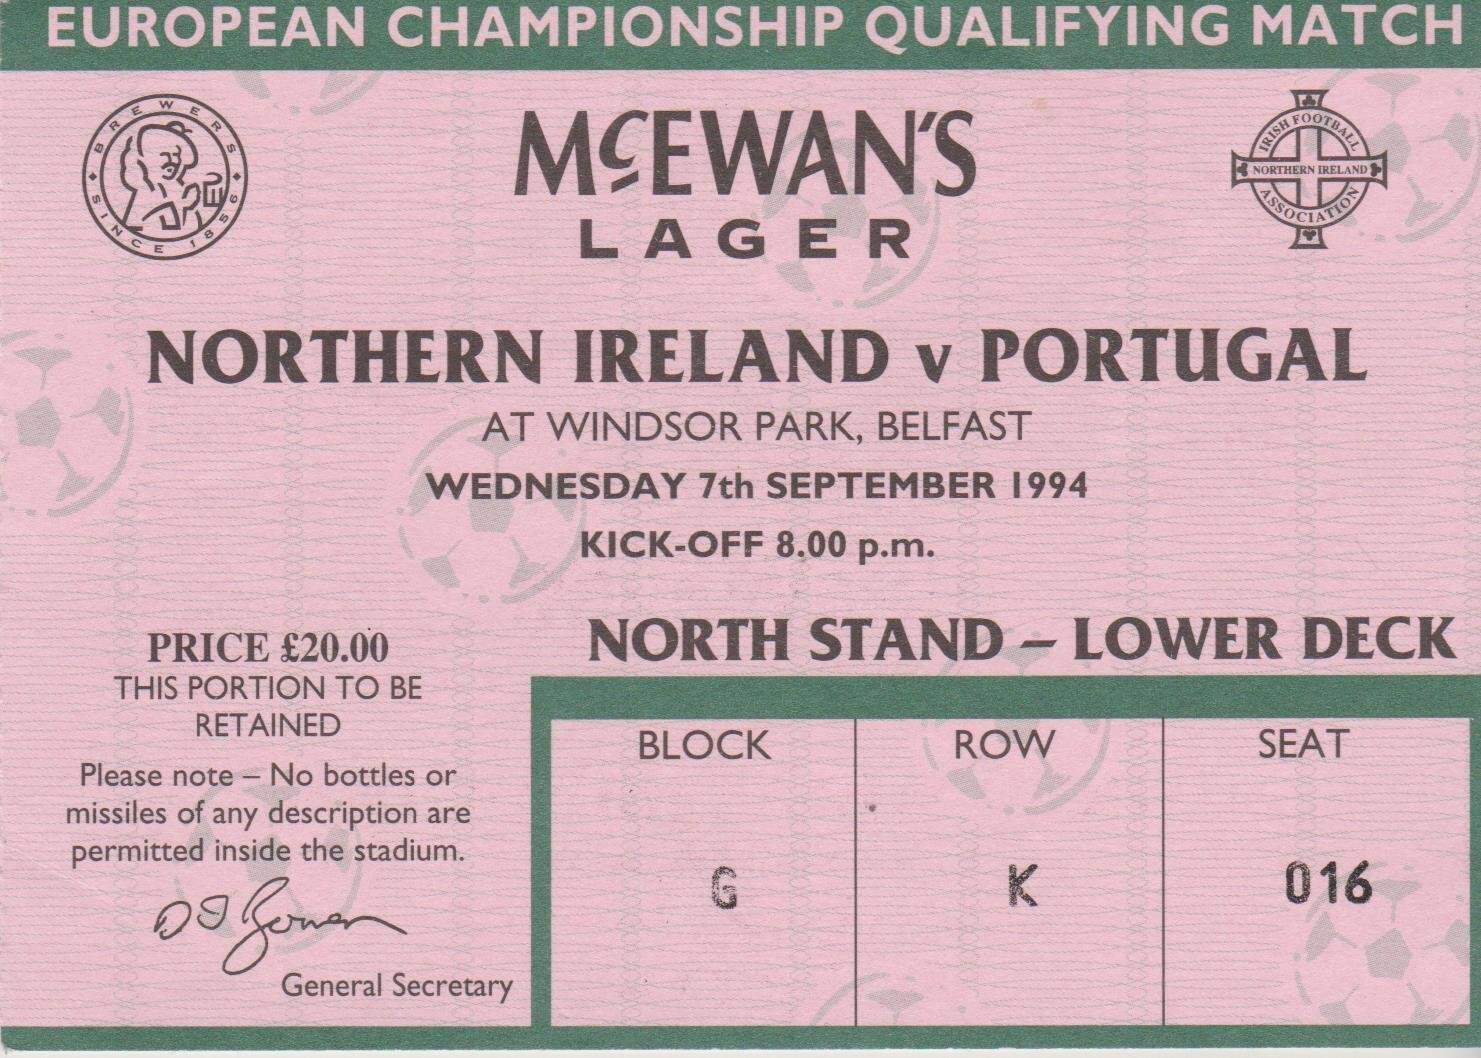 EUROPEAN CHAMPIONSHIP QUALIFYING MATCH
BREWERS SINCE 1856
McEWAN'S
LAGER
IRISH FOOTBALL
NORTHERN IRELAND
ASSOCIATION
NORTHERN IRELAND v PORTUGAL
AT WINDSOR PARK, BELFAST
WEDNESDAY 7th SEPTEMBER 1994
KICK-OFF 8.00 p.m.
PRICE £20.00
THIS PORTION TO BE
RETAINED
Please note – No bottles or
missiles of any description are
permitted inside the stadium.
General Secretary
NORTH STAND – LOWER DECK
BLOCK ROW SEAT
G K 016